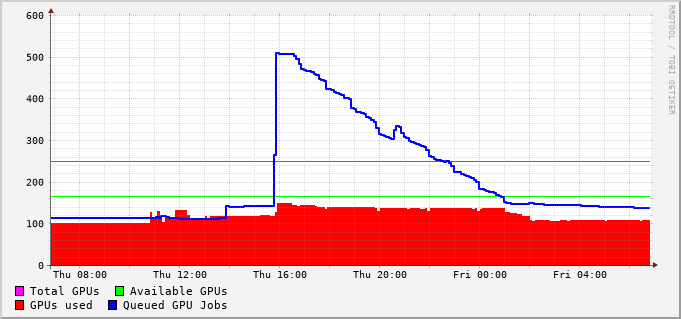 600
500
400
300
200
100
0
Thu 08:00 Thu 12:00 Thu 16:00 Thu 20:00 Fri 00:00 Fri 04:00
Total GPUs Available GPUs
GPUs used Queued GPU Jobs
RRDTOOL / TOBI OETIKER